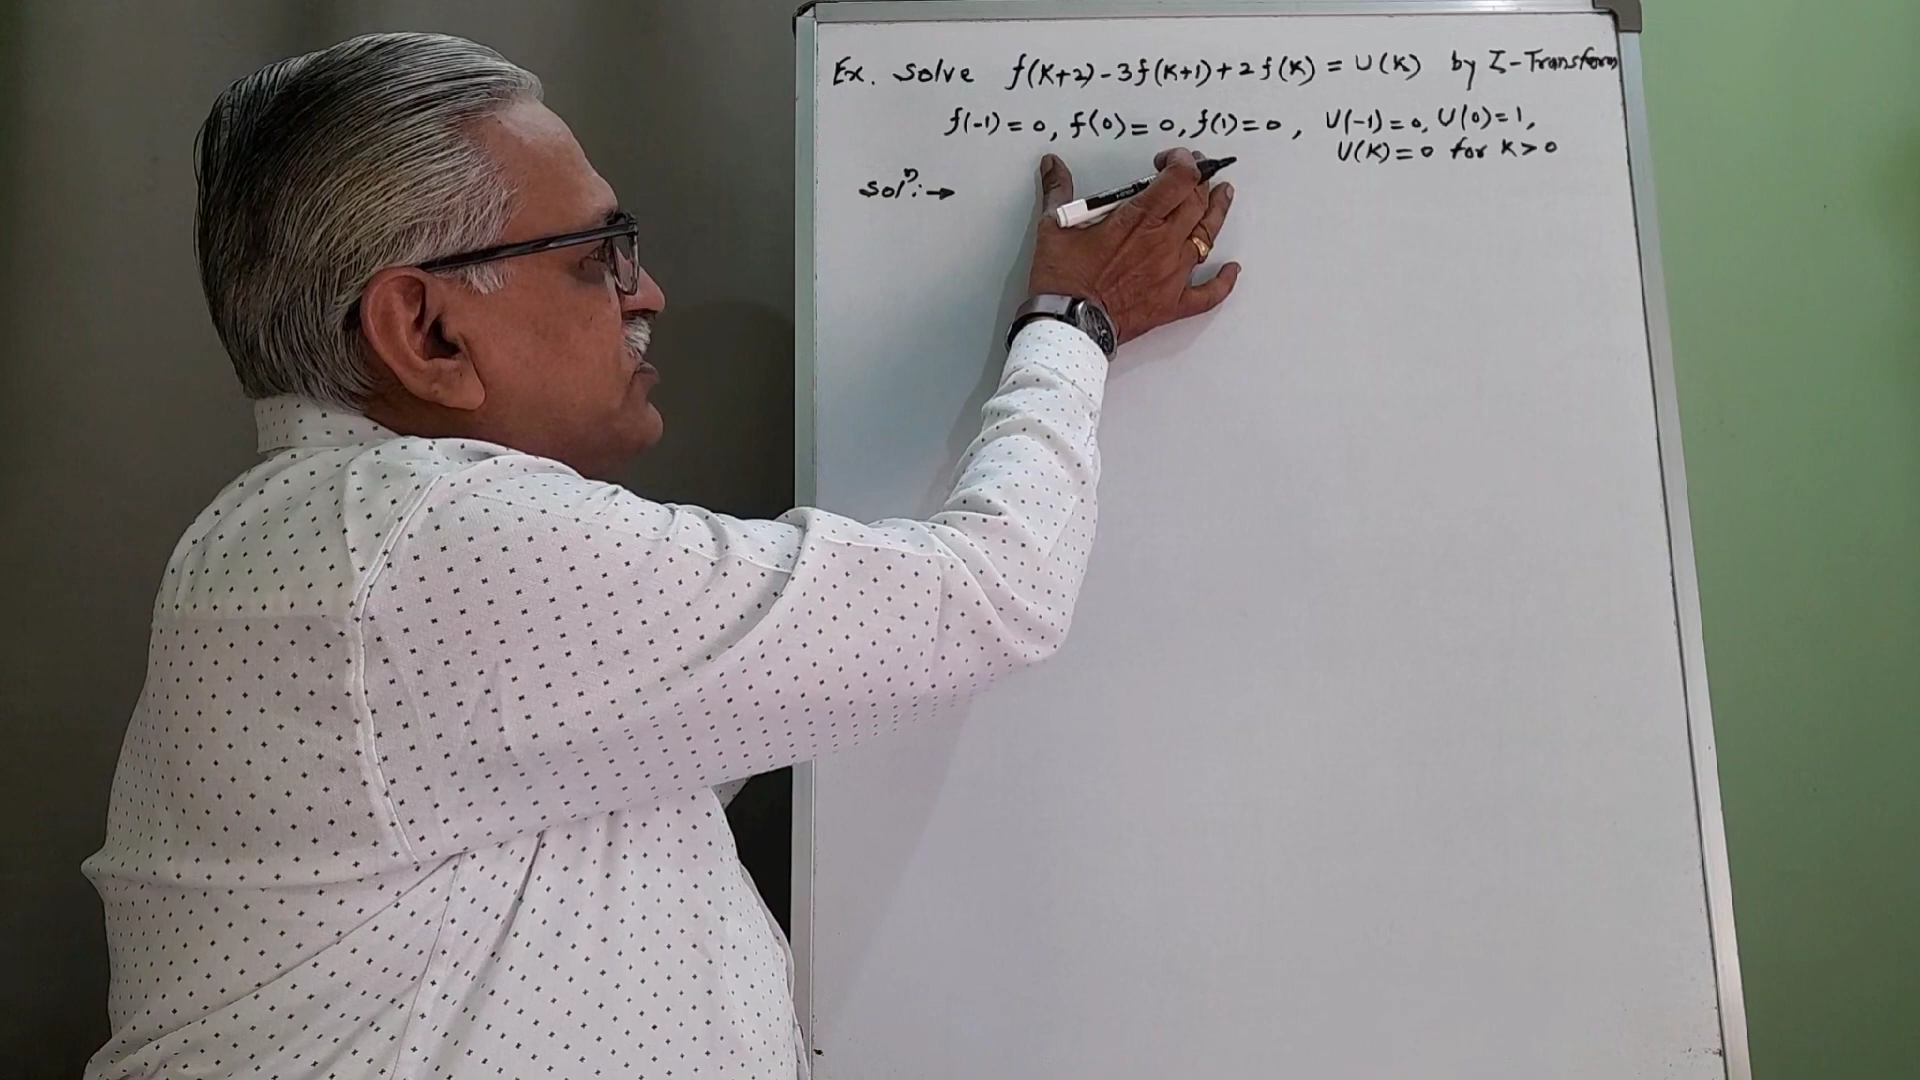 Ex. Solve f(K+2)-3f(K+1)+2f(K) = U(K) by Z-Transform
f(-1)=0, f(0)=0, f(1)=0, U(-1)=0, U(0)=1,
U(K)=0 for K>0
Solⁿ:→